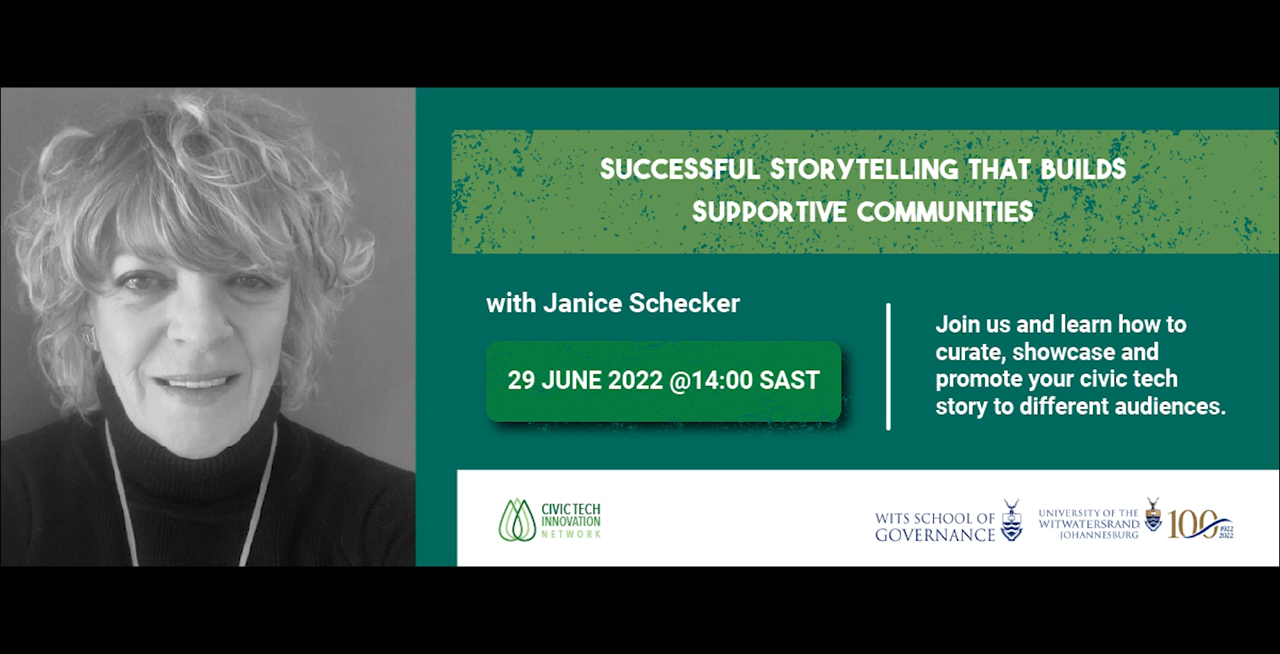 SUCCESSFUL STORYTELLING THAT BUILDS
SUPPORTIVE COMMUNITIES
with Janice Schecker
29 JUNE 2022 @14:00 SAST
Join us and learn how to
curate, showcase and
promote your civic tech
story to different audiences.
CIVIC TECH
INNOVATION
NETWORK
WITS SCHOOL OF
GOVERNANCE
UNIVERSITY OF THE
WITWATERSRAND
JOHANNESBURG
100
1922
2022